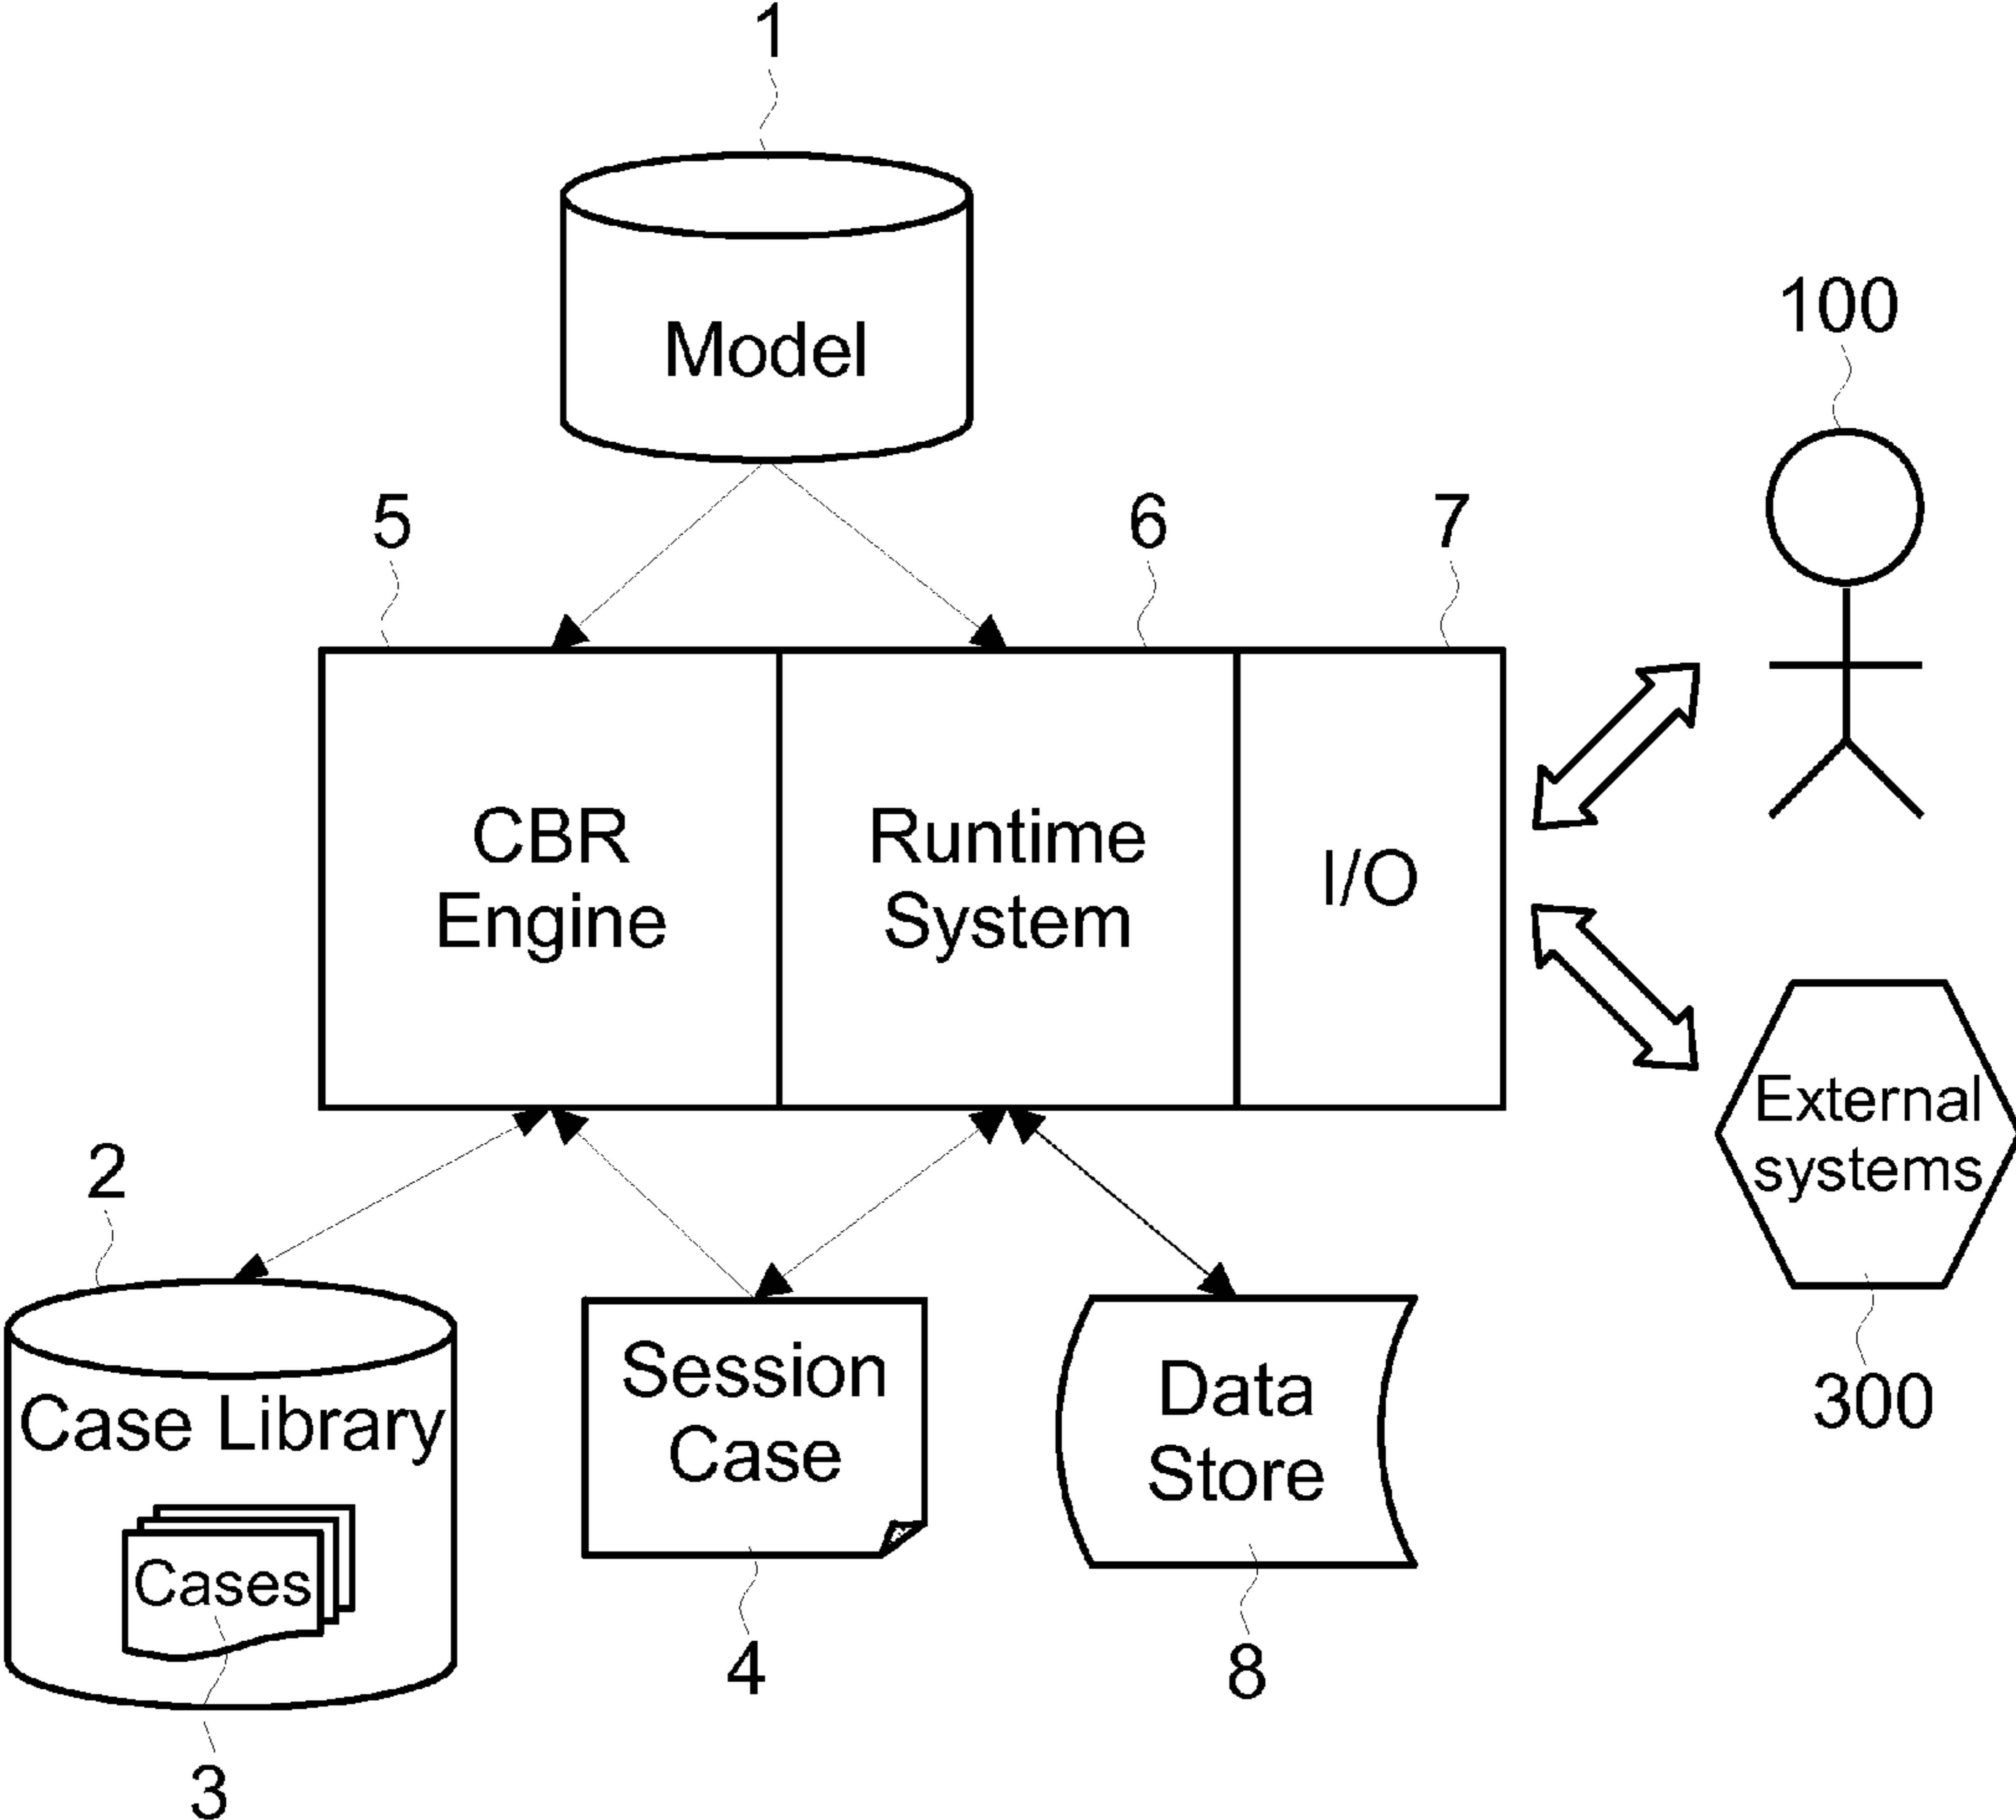 1
Model
100
5
6
7
CBR
Engine
Runtime
System
I/O
External
systems
2
300
Case Library
Cases
Session
Case
Data
Store
4
8
3